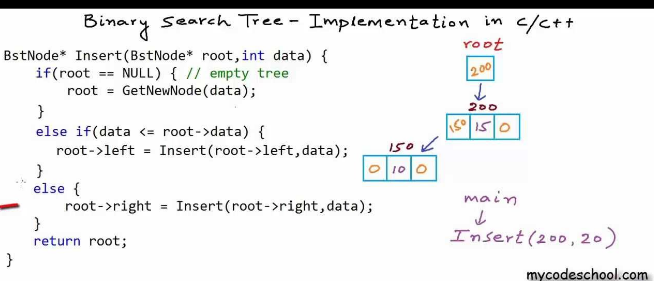 Binary Search Tree - Implementation in C/C++
BstNode* Insert(BstNode* root,int data) {
if(root == NULL) { // empty tree
root = GetNewNode(data);
}
else if(data <= root->data) {
root->left = Insert(root->left,data);
}
else {
root->right = Insert(root->right,data);
}
return root;
}
root
200
200
150 15 0
150
0 10 0
main
Insert(200, 20)
mycodeschool.com